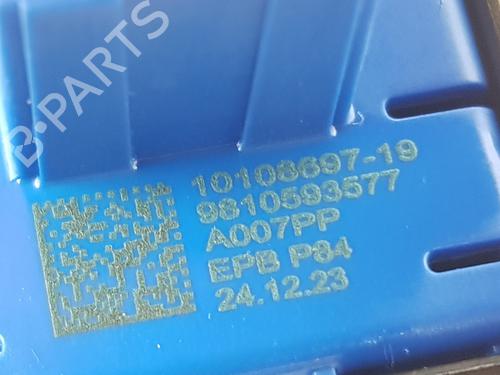 B-PARTS
10108697-19
9810593577
A007PP
EPB P84
24.12.23